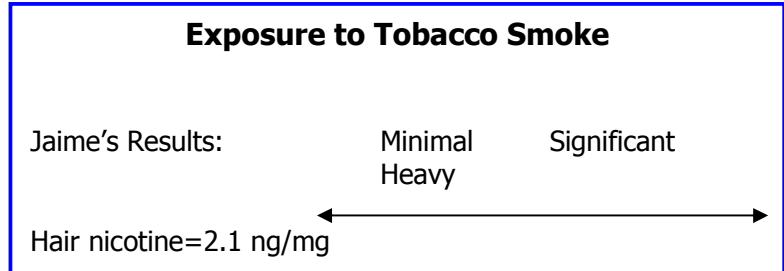 Exposure to Tobacco Smoke
Jaime’s Results: Minimal Significant
Heavy
Hair nicotine=2.1 ng/mg